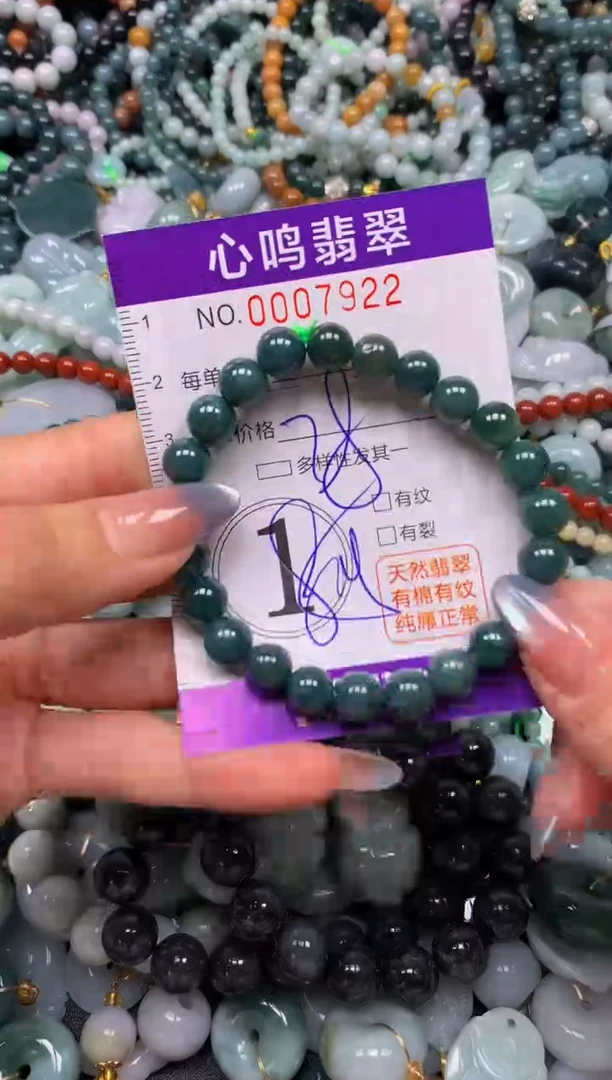 心鸣翡翠
NO.0007922
1
2
每单
3
价格
多样性发其一
有纹
有裂
1
天然翡翠
有棉有纹
纯属正常